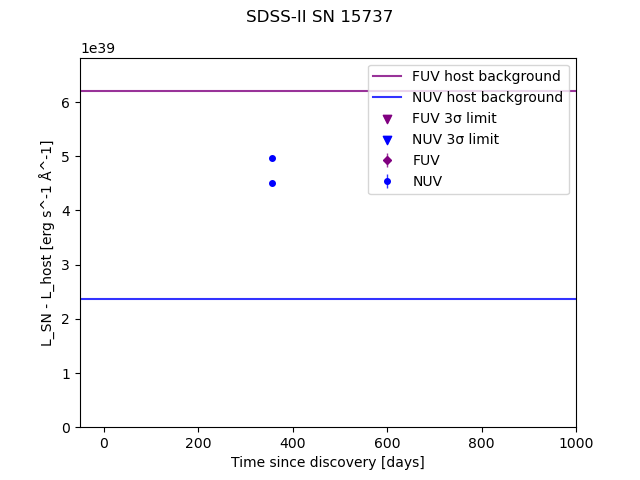 SDSS-II SN 15737
1e39
FUV host background
NUV host background
FUV 3σ limit
NUV 3σ limit
FUV
NUV
6
5
4
3
2
1
0
L_SN - L_host [erg s^-1 Å^-1]
0 200 400 600 800 1000
Time since discovery [days]